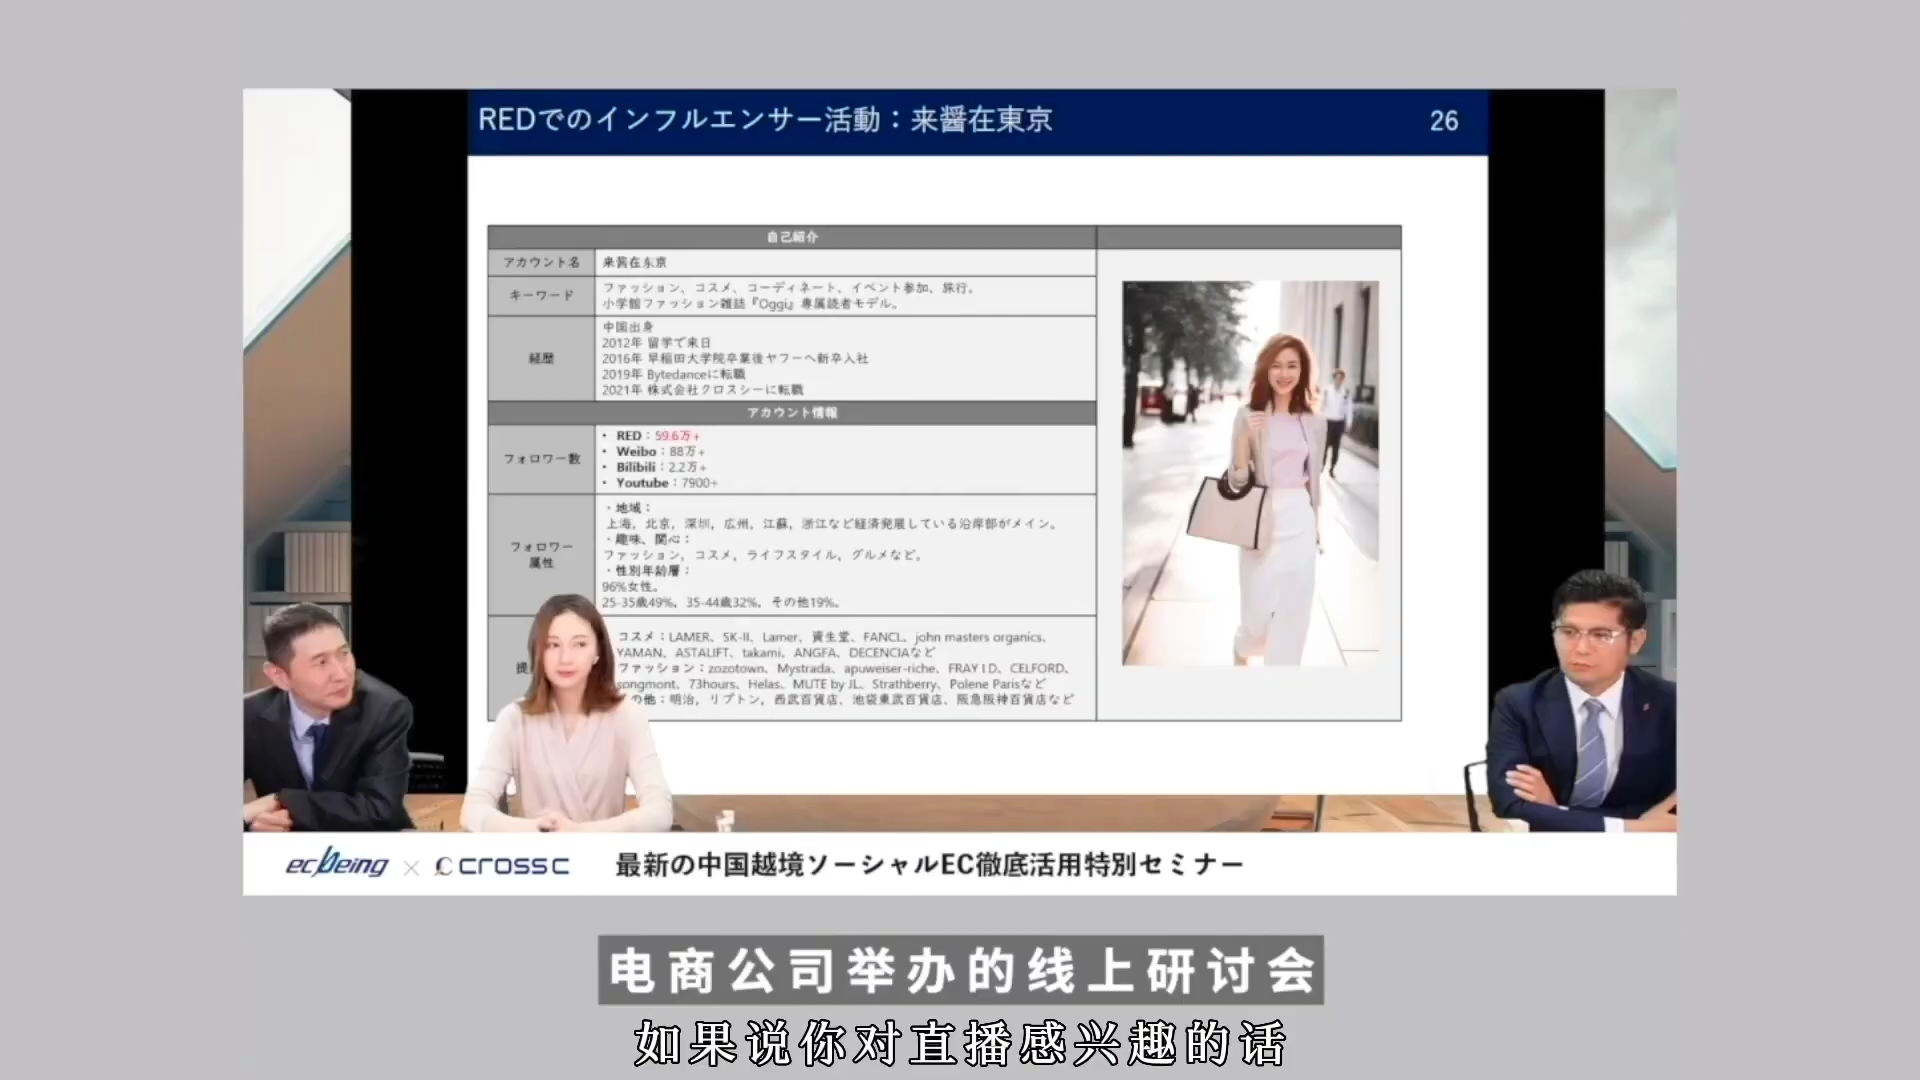 REDでのインフルエンサー活動：来醤在東京
26
自己紹介
アカウント名
来酱在东京
キーワード
ファッション、コスメ、コーディネート、イベント参加、旅行。
小学館ファッション雑誌『Oggi』専属読者モデル。
経歴
中国出身
2012年 留学で来日
2016年 早稲田大学院卒業後ヤフーへ新卒入社
2019年 Bytedanceに転職
2021年 株式会社クロスシーに転職
アカウント情報
フォロワー数
• RED：59.6万+
• Weibo：88万+
• Bilibili：2.2万+
• Youtube：7900+
フォロワー
属性
・地域：
上海，北京，深圳，広州，江蘇，浙江など経済発展している沿岸部がメイン。
・趣味、関心：
ファッション，コスメ，ライフスタイル，グルメなど。
・性別年齢層：
96%女性。
25-35歳49%，35-44歳32%，その他19%。
提
コスメ：LAMER、SK-II、Lamer、資生堂、FANCL、john masters organics、
YAMAN、ASTALIFT、takami、ANGFA、DECENCIAなど
ファッション：zozotown、Mystrada、apuweiser-riche、FRAY I D、CELFORD、
songmont、73hours、Helas、MUTE by JL、Strathberry、Polene Parisなど
の他：明治，リプトン，西武百貨店、池袋東武百貨店、阪急阪神百貨店など
ecbeing × crossc 最新の中国越境ソーシャルEC徹底活用特別セミナー
电商公司举办的线上研讨会
如果说你对直播感兴趣的话